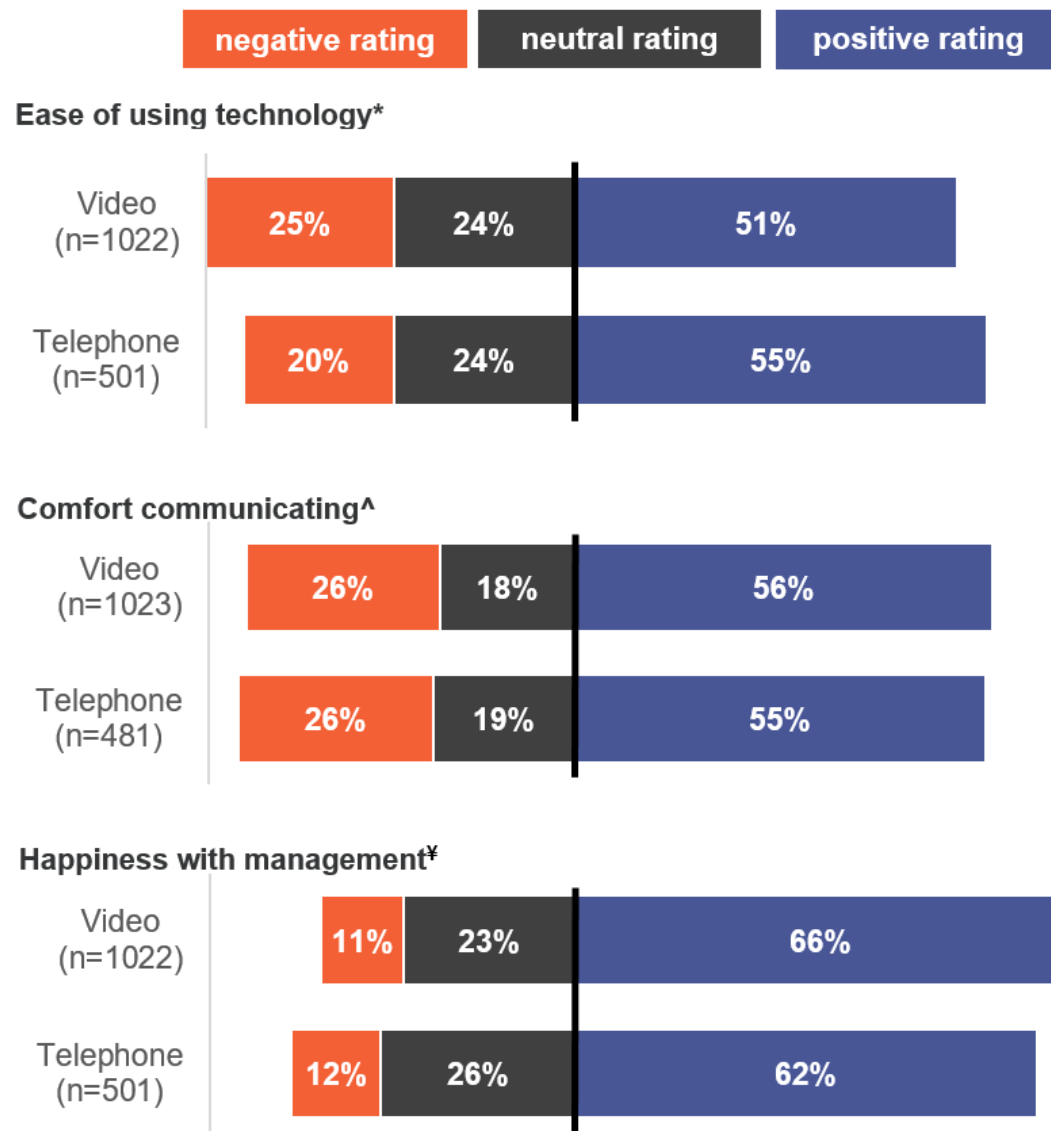 negative rating neutral rating positive rating
Ease of using technology*
Video
(n=1022)
25% 24% 51%
Telephone
(n=501)
20% 24% 55%
Comfort communicating^
Video
(n=1023)
26% 18% 56%
Telephone
(n=481)
26% 19% 55%
Happiness with management¥
Video
(n=1022)
11% 23% 66%
Telephone
(n=501)
12% 26% 62%